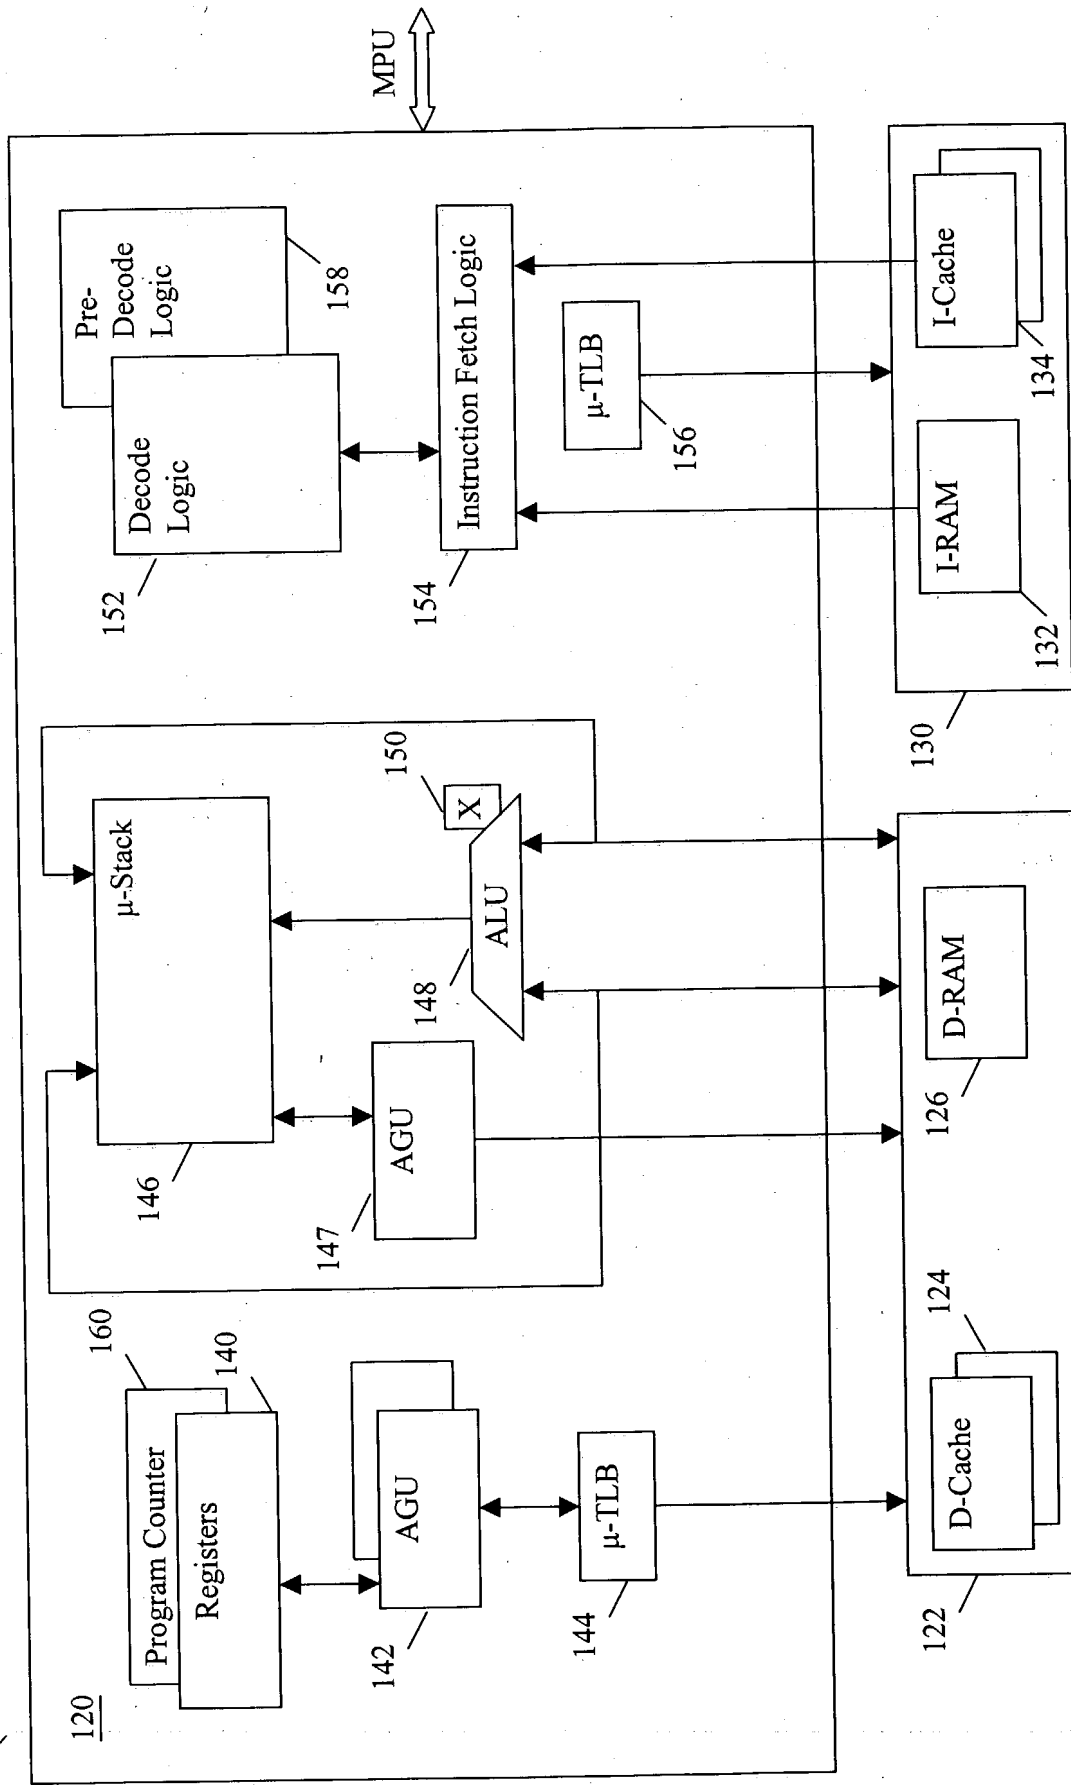 120
160
Program Counter
140
Registers
142
AGU
144
μ-TLB
146
μ-Stack
147
AGU
148
ALU
150
X
152
Decode
Logic
Pre-
Decode
Logic
158
154
Instruction Fetch Logic
μ-TLB
156
MPU
122
D-Cache
124
126
D-RAM
130
I-RAM
132
I-Cache
134